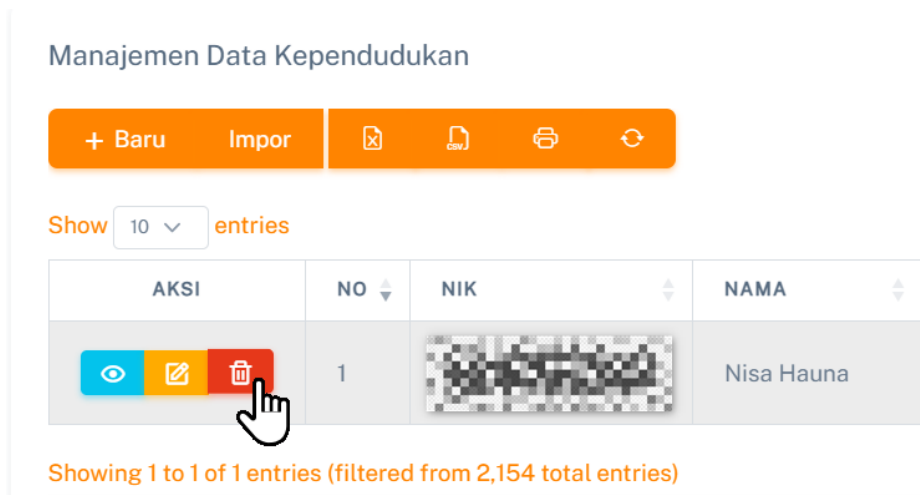 Manajemen Data Kependudukan
+ Baru Impor CSV
Show 10 entries
AKSI NO NIK NAMA
1 Nisa Hauna
Showing 1 to 1 of 1 entries (filtered from 2,154 total entries)